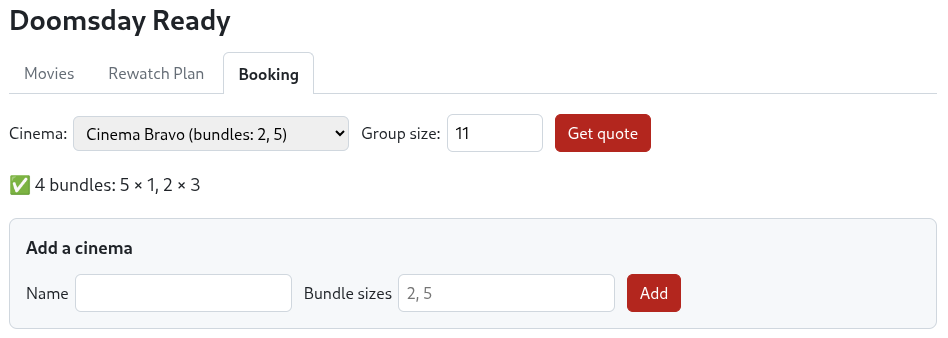 Doomsday Ready
Movies Rewatch Plan Booking
Cinema: Cinema Bravo (bundles: 2, 5) Group size: 11 Get quote
✅ 4 bundles: 5 × 1, 2 × 3
Add a cinema
Name Bundle sizes 2, 5 Add